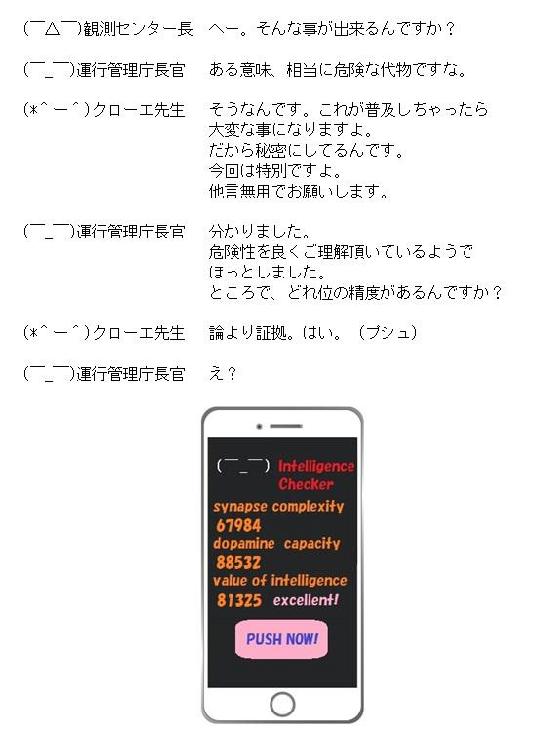 (￣△￣)観測センター長 へー。そんな事が出来るんですか？
(￣_￣)運行管理庁長官 ある意味、相当に危険な代物ですな。
(*＾ー＾)クローエ先生 そうなんです。これが普及しちゃったら
大変な事になりますよ。
だから秘密にしてるんです。
今回は特別ですよ。
他言無用でお願いします。
(￣_￣)運行管理庁長官 分かりました。
危険性を良くご理解頂いているようで
ほっとしました。
ところで、どれ位の精度があるんですか？
(*＾ー＾)クローエ先生 論より証拠。はい。（プシュ）
(￣_￣)運行管理庁長官 え？
(￣_￣) Intelligence
Checker
synapse complexity
67984
dopamine capacity
88532
value of intelligence
81325 excellent!
PUSH NOW!